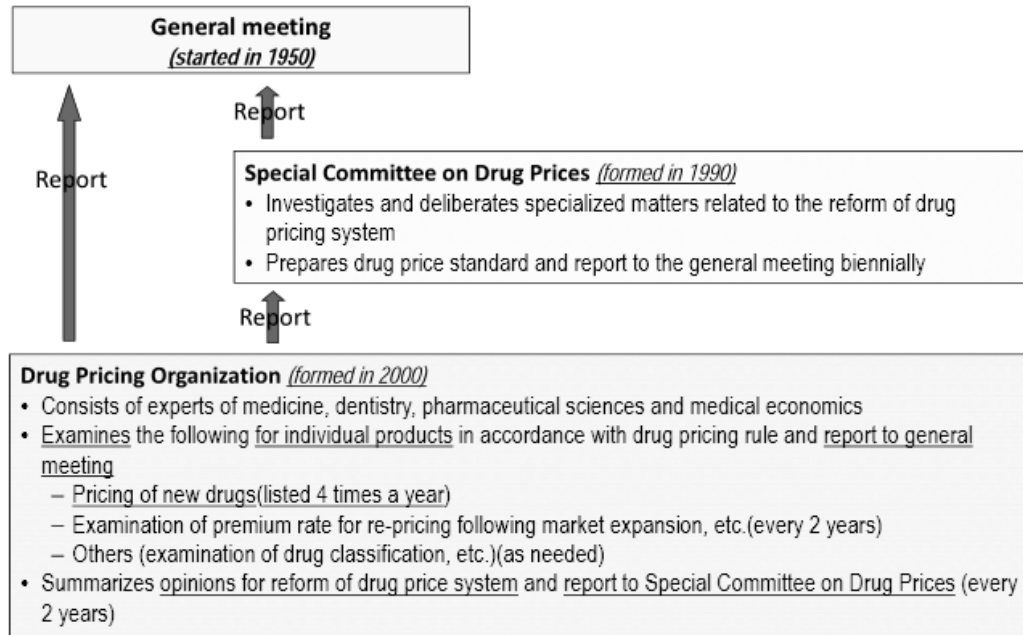 General meeting
(started in 1950)
Report
Report
Special Committee on Drug Prices (formed in 1990)
• Investigates and deliberates specialized matters related to the reform of drug
pricing system
• Prepares drug price standard and report to the general meeting biennially
Report
Drug Pricing Organization (formed in 2000)
• Consists of experts of medicine, dentistry, pharmaceutical sciences and medical economics
• Examines the following for individual products in accordance with drug pricing rule and report to general
meeting
– Pricing of new drugs(listed 4 times a year)
– Examination of premium rate for re-pricing following market expansion, etc.(every 2 years)
– Others (examination of drug classification, etc.)(as needed)
• Summarizes opinions for reform of drug price system and report to Special Committee on Drug Prices (every
2 years)